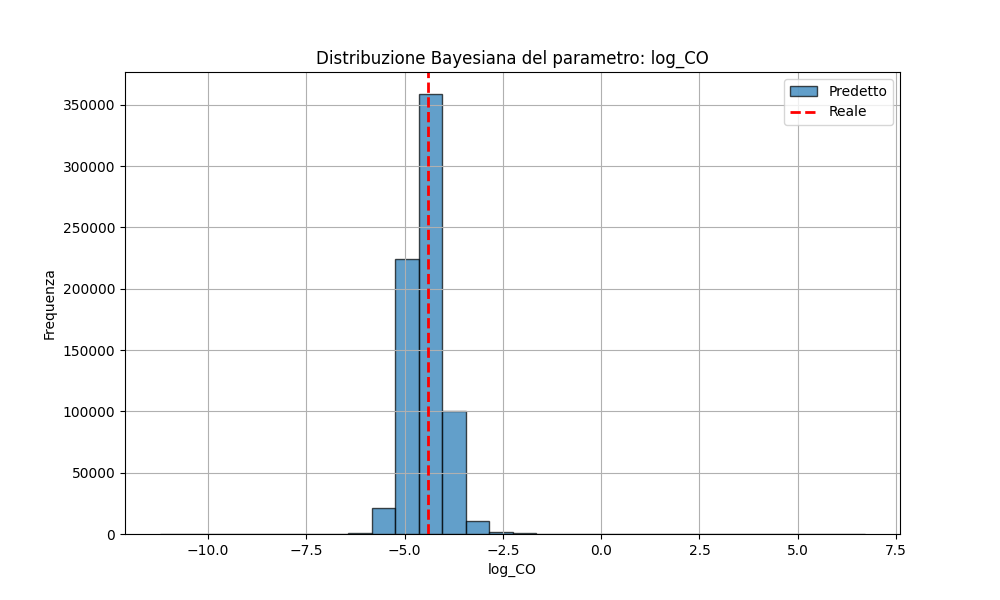 Distribuzione Bayesiana del parametro: log_CO
Predetto
Reale
350000
300000
250000
200000
150000
100000
50000
0
Frequenza
−10.0 −7.5 −5.0 −2.5 0.0 2.5 5.0 7.5
log_CO